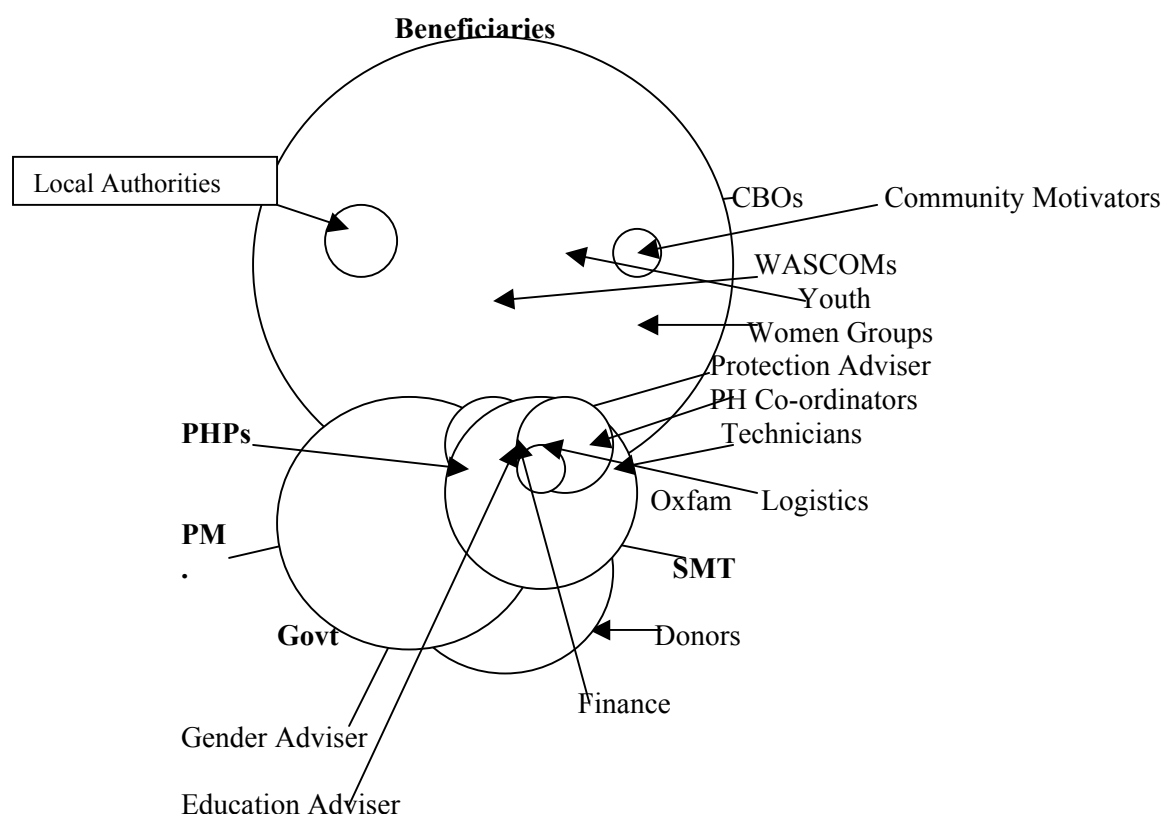 Beneficiaries
Local Authorities
CBOs
Community Motivators
WASCOMs
Youth
Women Groups
Protection Adviser
PH Co-ordinators
PHPs
Technicians
Oxfam
Logistics
PM
.
SMT
Govt
Donors
Finance
Gender Adviser
Education Adviser